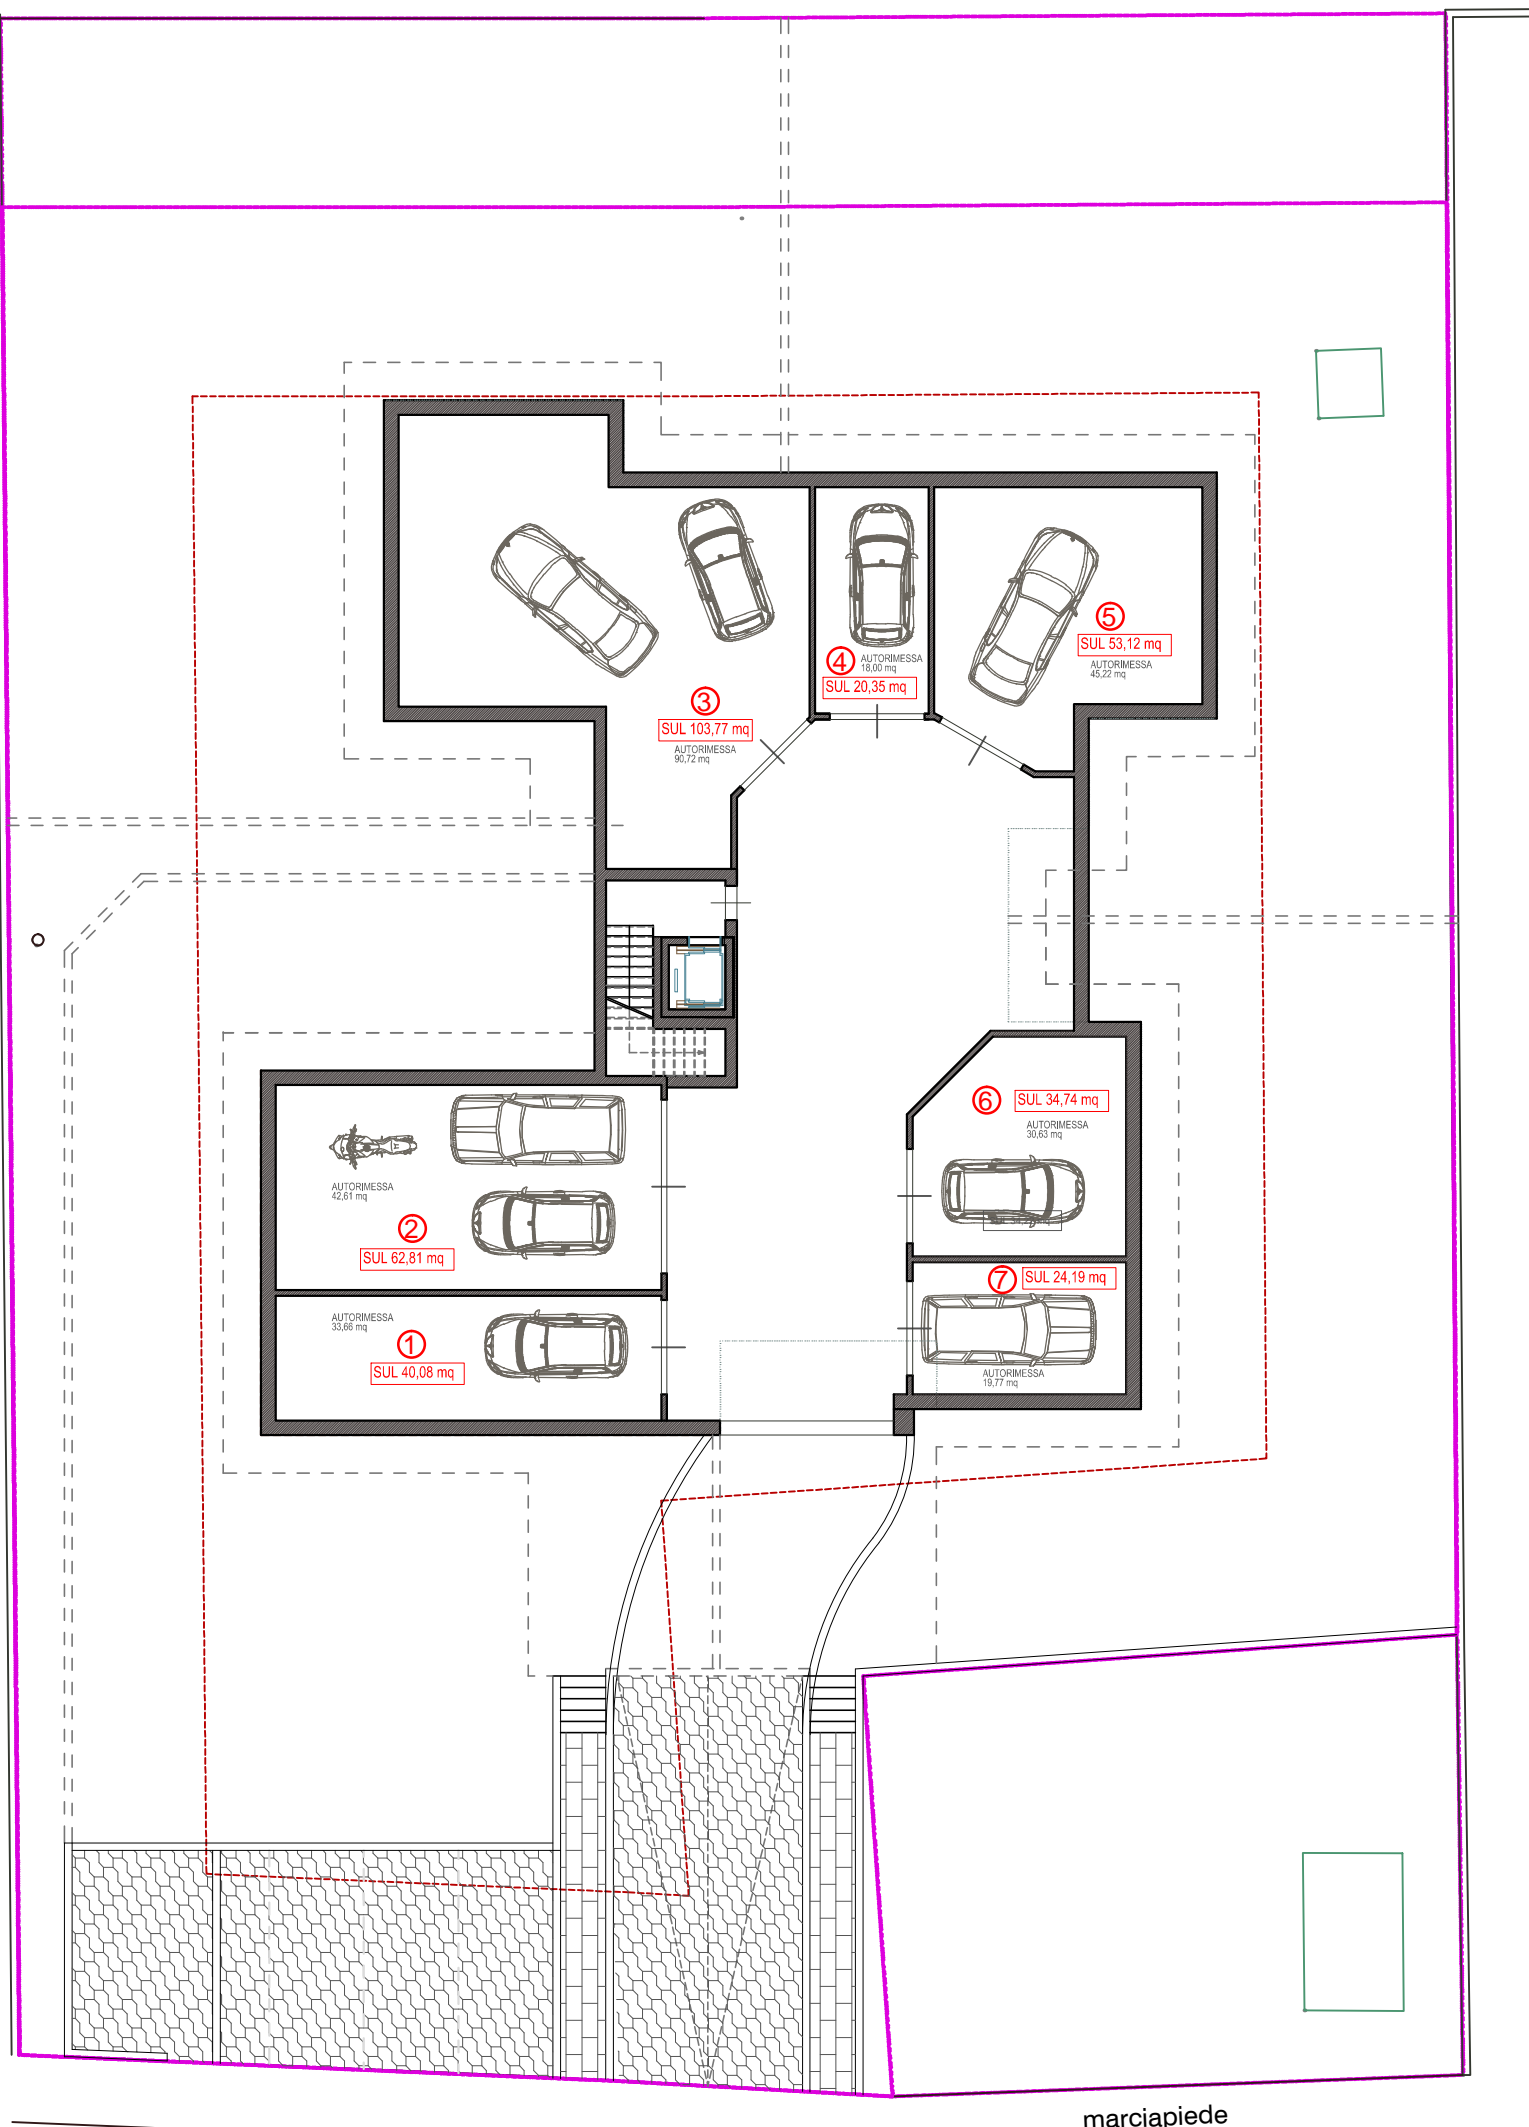 5
SUL 53,12 mq
AUTORIMESSA
45,22 mq
4
AUTORIMESSA
18,00 mq
SUL 20,35 mq
3
SUL 103,77 mq
AUTORIMESSA
90,72 mq
6
SUL 34,74 mq
AUTORIMESSA
30,63 mq
AUTORIMESSA
42,61 mq
2
SUL 62,81 mq
7
SUL 24,19 mq
AUTORIMESSA
33,66 mq
1
SUL 40,08 mq
AUTORIMESSA
19,77 mq
marciapiede